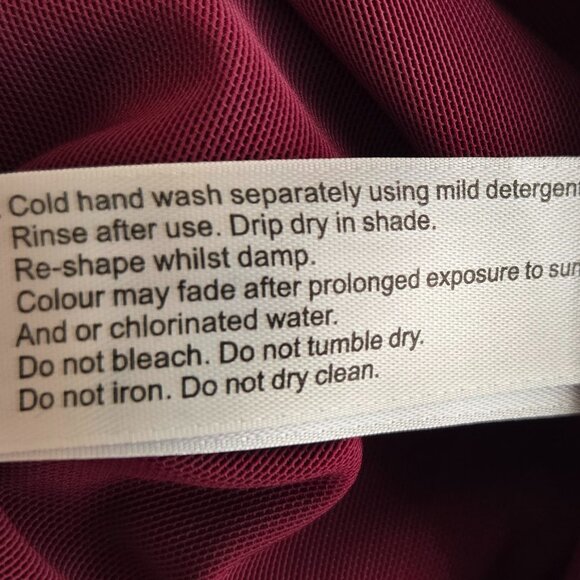 Cold hand wash separately using mild detergent
Rinse after use. Drip dry in shade.
Re-shape whilst damp.
Colour may fade after prolonged exposure to sun
And or chlorinated water.
Do not bleach. Do not tumble dry.
Do not iron. Do not dry clean.